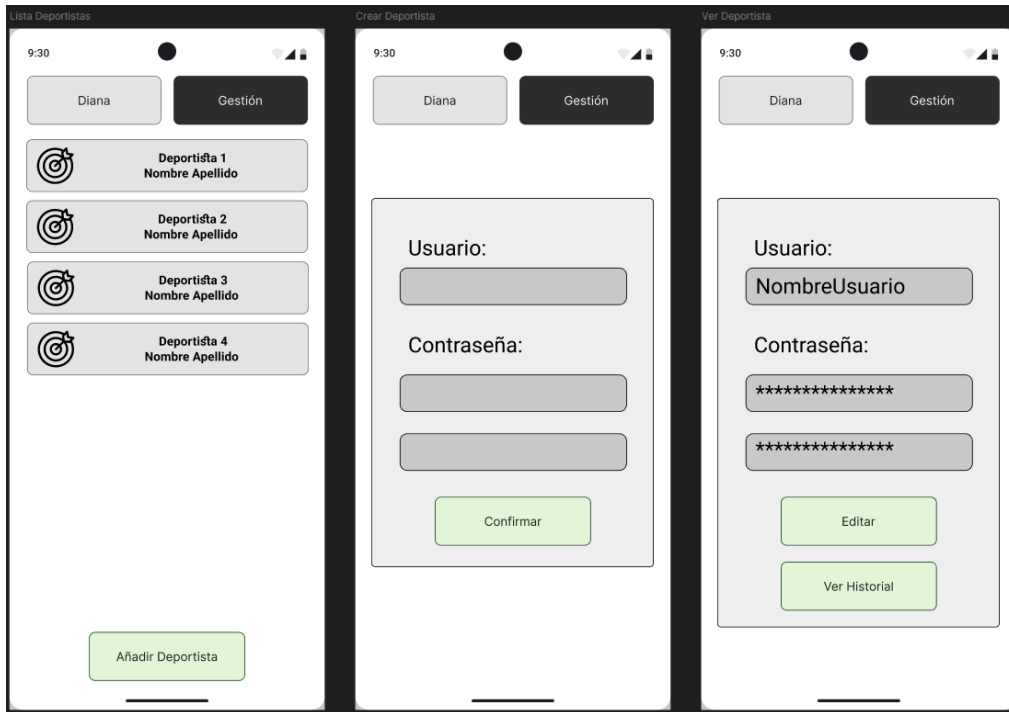 Lista Deportistas
9:30
Diana
Gestión
Deportista 1
Nombre Apellido
Deportista 2
Nombre Apellido
Deportista 3
Nombre Apellido
Deportista 4
Nombre Apellido
Añadir Deportista
Crear Deportista
9:30
Diana
Gestión
Usuario:
Contraseña:
Confirmar
Ver Deportista
9:30
Diana
Gestión
Usuario:
NombreUsuario
Contraseña:
***************
***************
Editar
Ver Historial